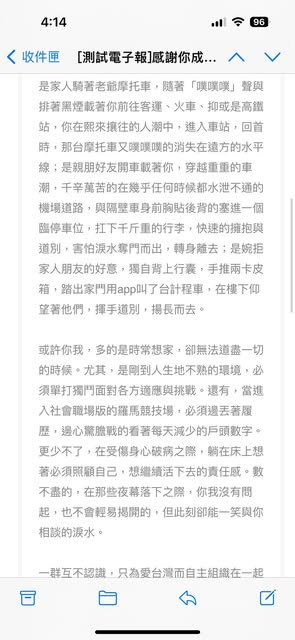 4:14
96
收件匣
[測試電子報]感謝你成...
是家人騎著老爺摩托車，隨著「噗噗噗」聲與
排著黑煙載著你前往客運、火車、抑或是高鐵
站，你在熙來攘往的人潮中，進入車站，回首
時，那台摩托車又噗噗噗的消失在遠方的水平
線；是親朋好友開車載著你，穿越重重的車
潮，千辛萬苦的在幾乎任何時候都水泄不通的
機場道路，與隔壁車身前胸貼後背的塞進一個
臨停車位，扛下千斤重的行李，快速的擁抱與
道別，害怕淚水奪門而出，轉身離去；是婉拒
家人朋友的好意，獨自背上行囊，手推兩卡皮
箱，踏出家門用app叫了台計程車，在樓下仰
望著他們，揮手道別，揚長而去。
或許你我，多的是時常想家，卻無法道盡一切
的時候。尤其，是剛到人生地不熟的環境，必
須單打獨鬥面對各方適應與挑戰。還有，當進
入社會職場版的羅馬競技場，必須邊丟著履
歷，邊心驚膽戰的看著每天減少的戶頭數字。
更少不了，在受傷身心破病之際，躺在床上想
著必須照顧自己，想繼續活下去的責任感。數
不盡的，在那些夜幕落下之際，你我沒有問
起，也不會輕易揭開的，但此刻卻能一笑與你
相談的淚水。
一群互不認識，只為愛台灣而自主組織在一起